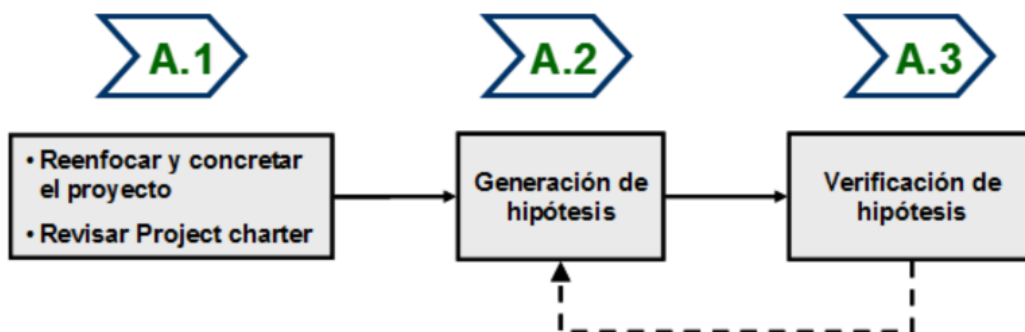 A.1
A.2
A.3
• Reenfocar y concretar
el proyecto
• Revisar Project charter
Generación de
hipótesis
Verificación de
hipótesis